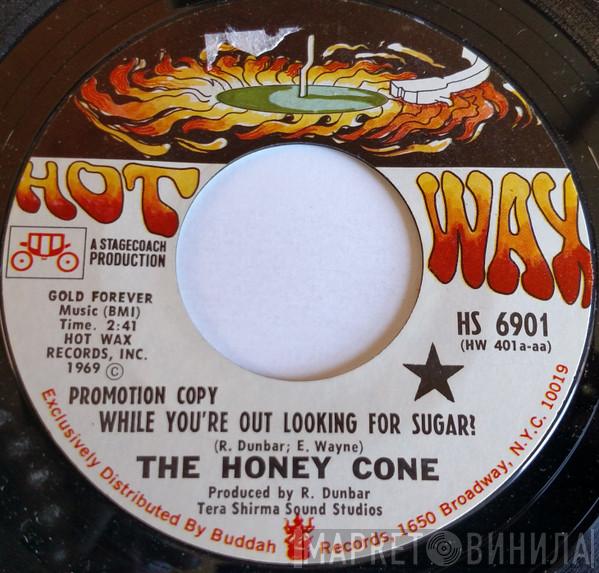 HOT WAX
A STAGECOACH
PRODUCTION
GOLD FOREVER
Music (BMI)
Time. 2:41
HOT WAX
RECORDS, INC.
1969 ©
HS 6901
(HW 401a-aa)
PROMOTION COPY
WHILE YOU'RE OUT LOOKING FOR SUGAR?
(R. Dunbar; E. Wayne)
THE HONEY CONE
Produced by R. Dunbar
Tera Shirma Sound Studios
Exclusively Distributed By Buddah Records, 1650 Broadway, N.Y.C. 10019
МАРКЕТ ВИНИЛА